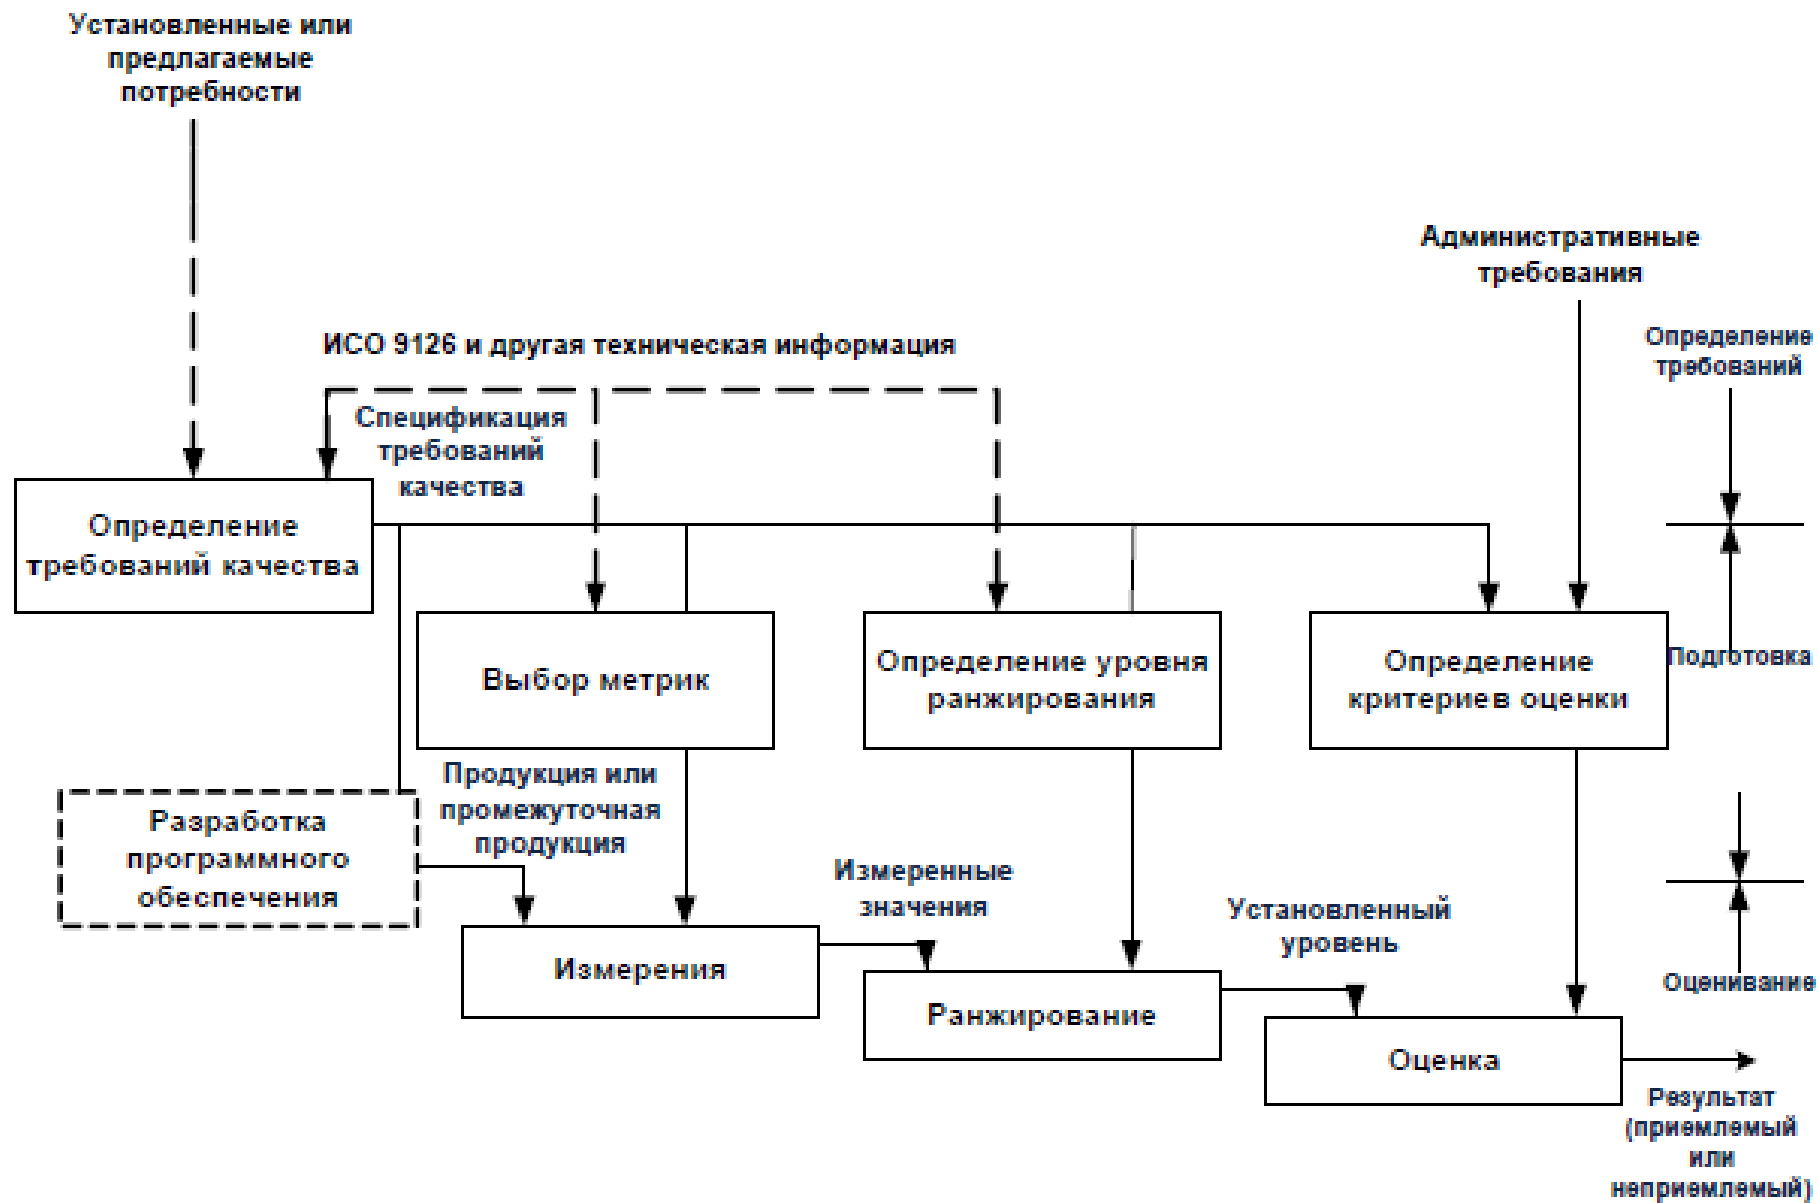 Установленные или
предлагаемые
потребности
Административные
требования
ИСО 9126 и другая техническая информация
Определение
требований
Спецификация
требований
качества
Определение
требований качества
Выбор метрик
Определение уровня
ранжирования
Определение
критериев оценки
Подготовка
Продукция или
промежуточная
продукция
Разработка
программного
обеспечения
Измеренные
значения
Установленный
уровень
Измерения
Ранжирование
Оценивание
Оценка
Результат
(приемлемый
или
неприемлемый)